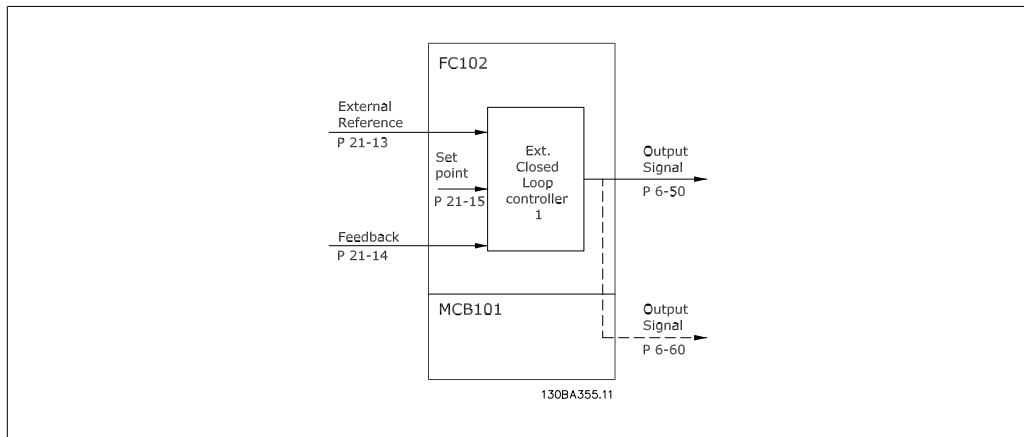 FC102
External
Reference
P 21-13
Set
point
P 21-15
Feedback
P 21-14
Ext.
Closed
Loop
controller
1
Output
Signal
P 6-50
MCB101
Output
Signal
P 6-60
130BA355.11